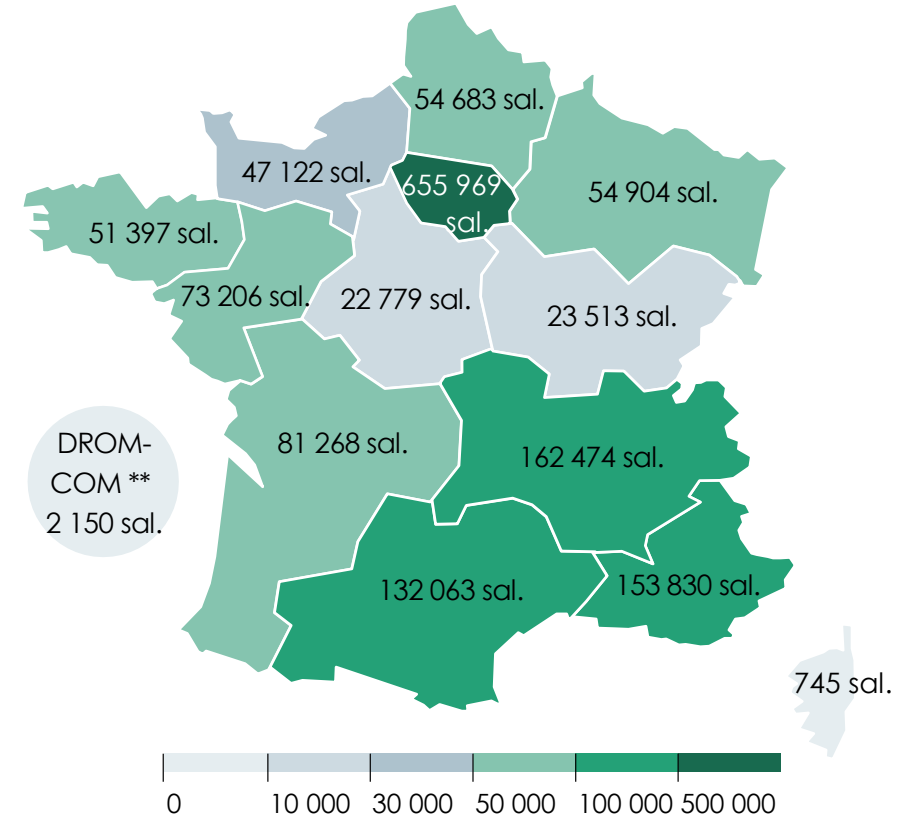 54 683 sal.
47 122 sal.
655 969
sal.
54 904 sal.
51 397 sal.
73 206 sal.
22 779 sal.
23 513 sal.
DROM-
COM **
2 150 sal.
81 268 sal.
162 474 sal.
132 063 sal.
153 830 sal.
745 sal.
0 10 000 30 000 50 000 100 000 500 000